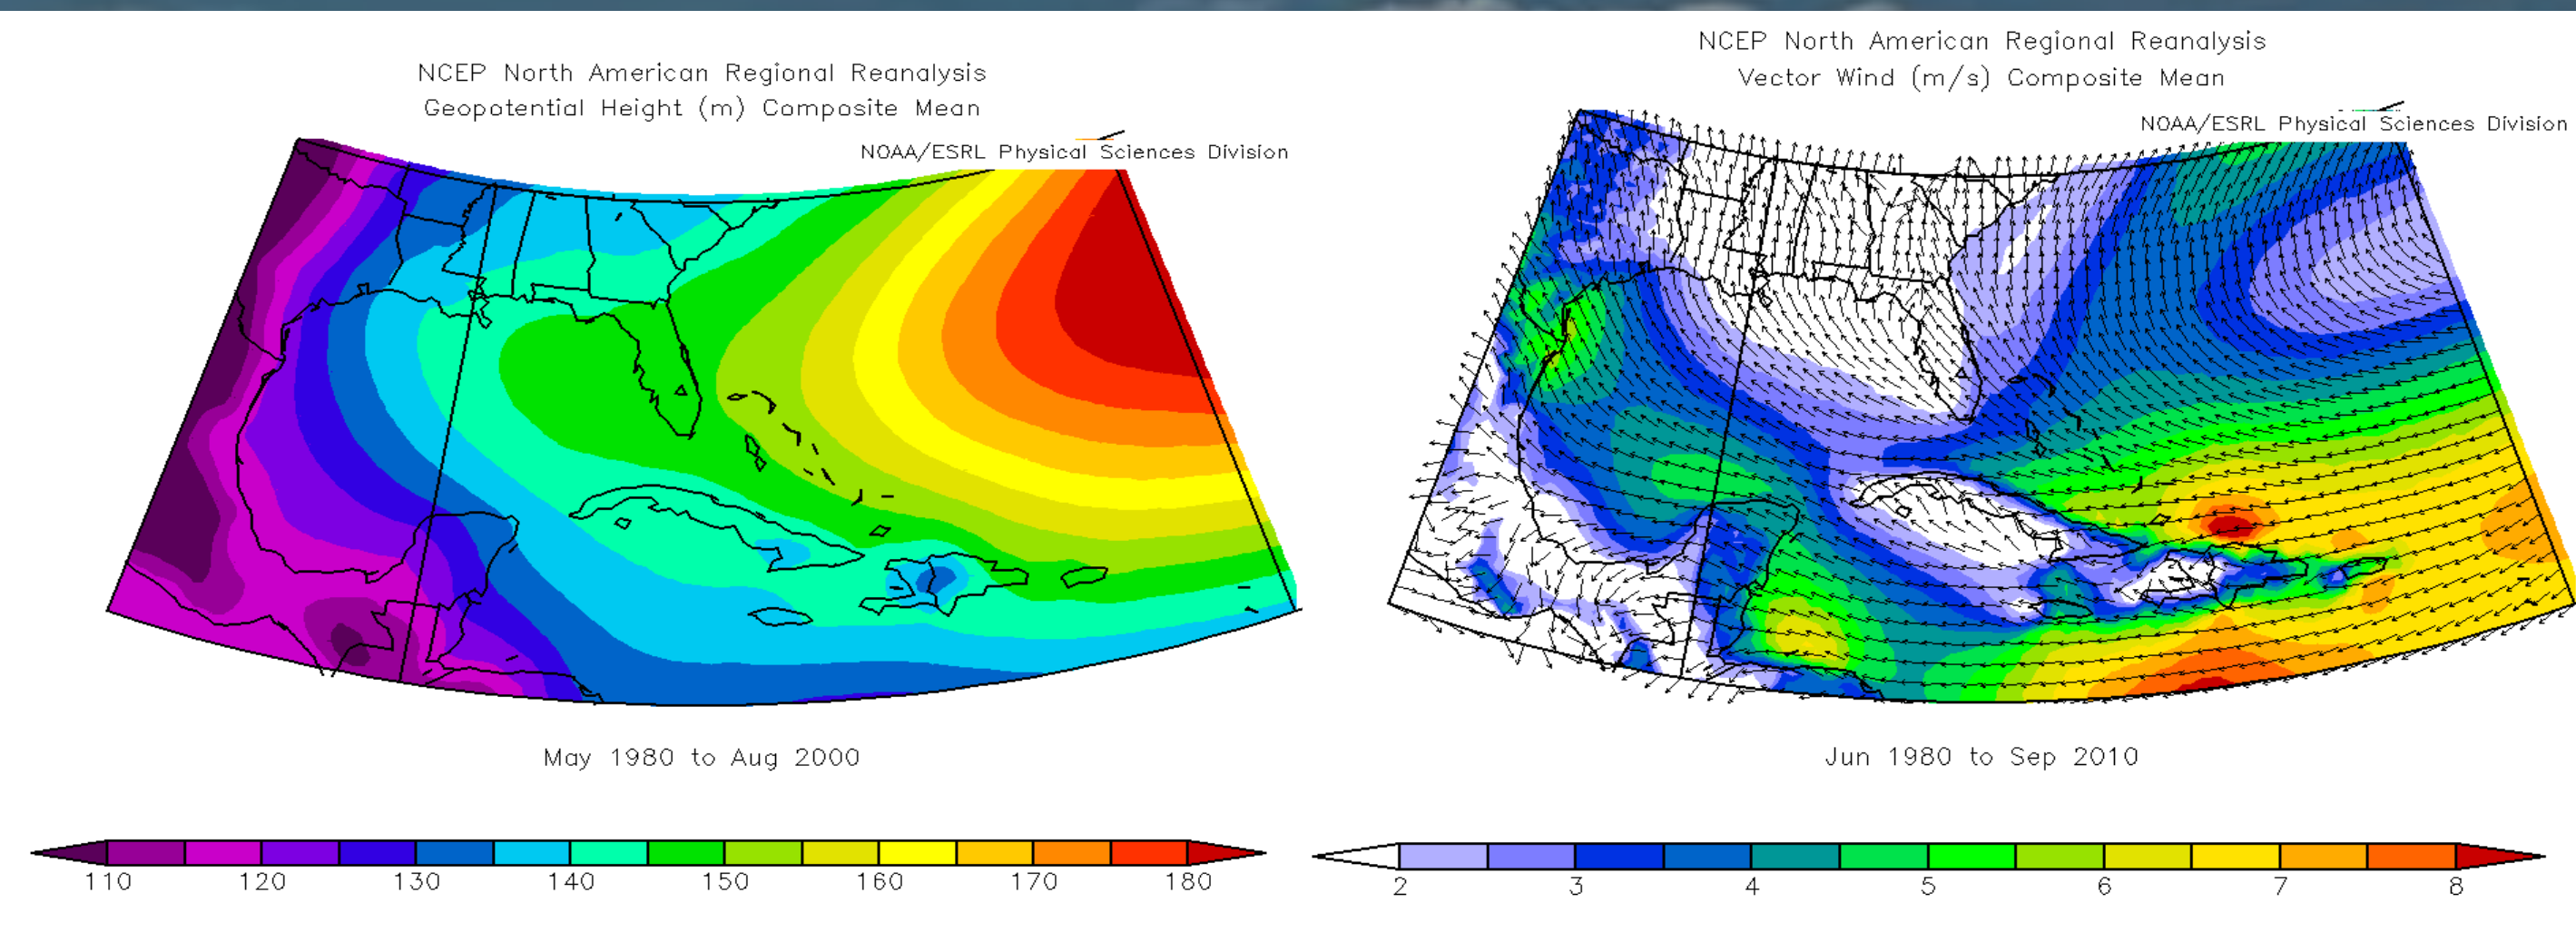 NCEP North American Regional Reanalysis
Geopotential Height (m) Composite Mean
NOAA/ESRL Physical Sciences Division
May 1980 to Aug 2000
110 120 130 140 150 160 170 180
NCEP North American Regional Reanalysis
Vector Wind (m/s) Composite Mean
NOAA/ESRL Physical Sciences Division
Jun 1980 to Sep 2010
2 3 4 5 6 7 8